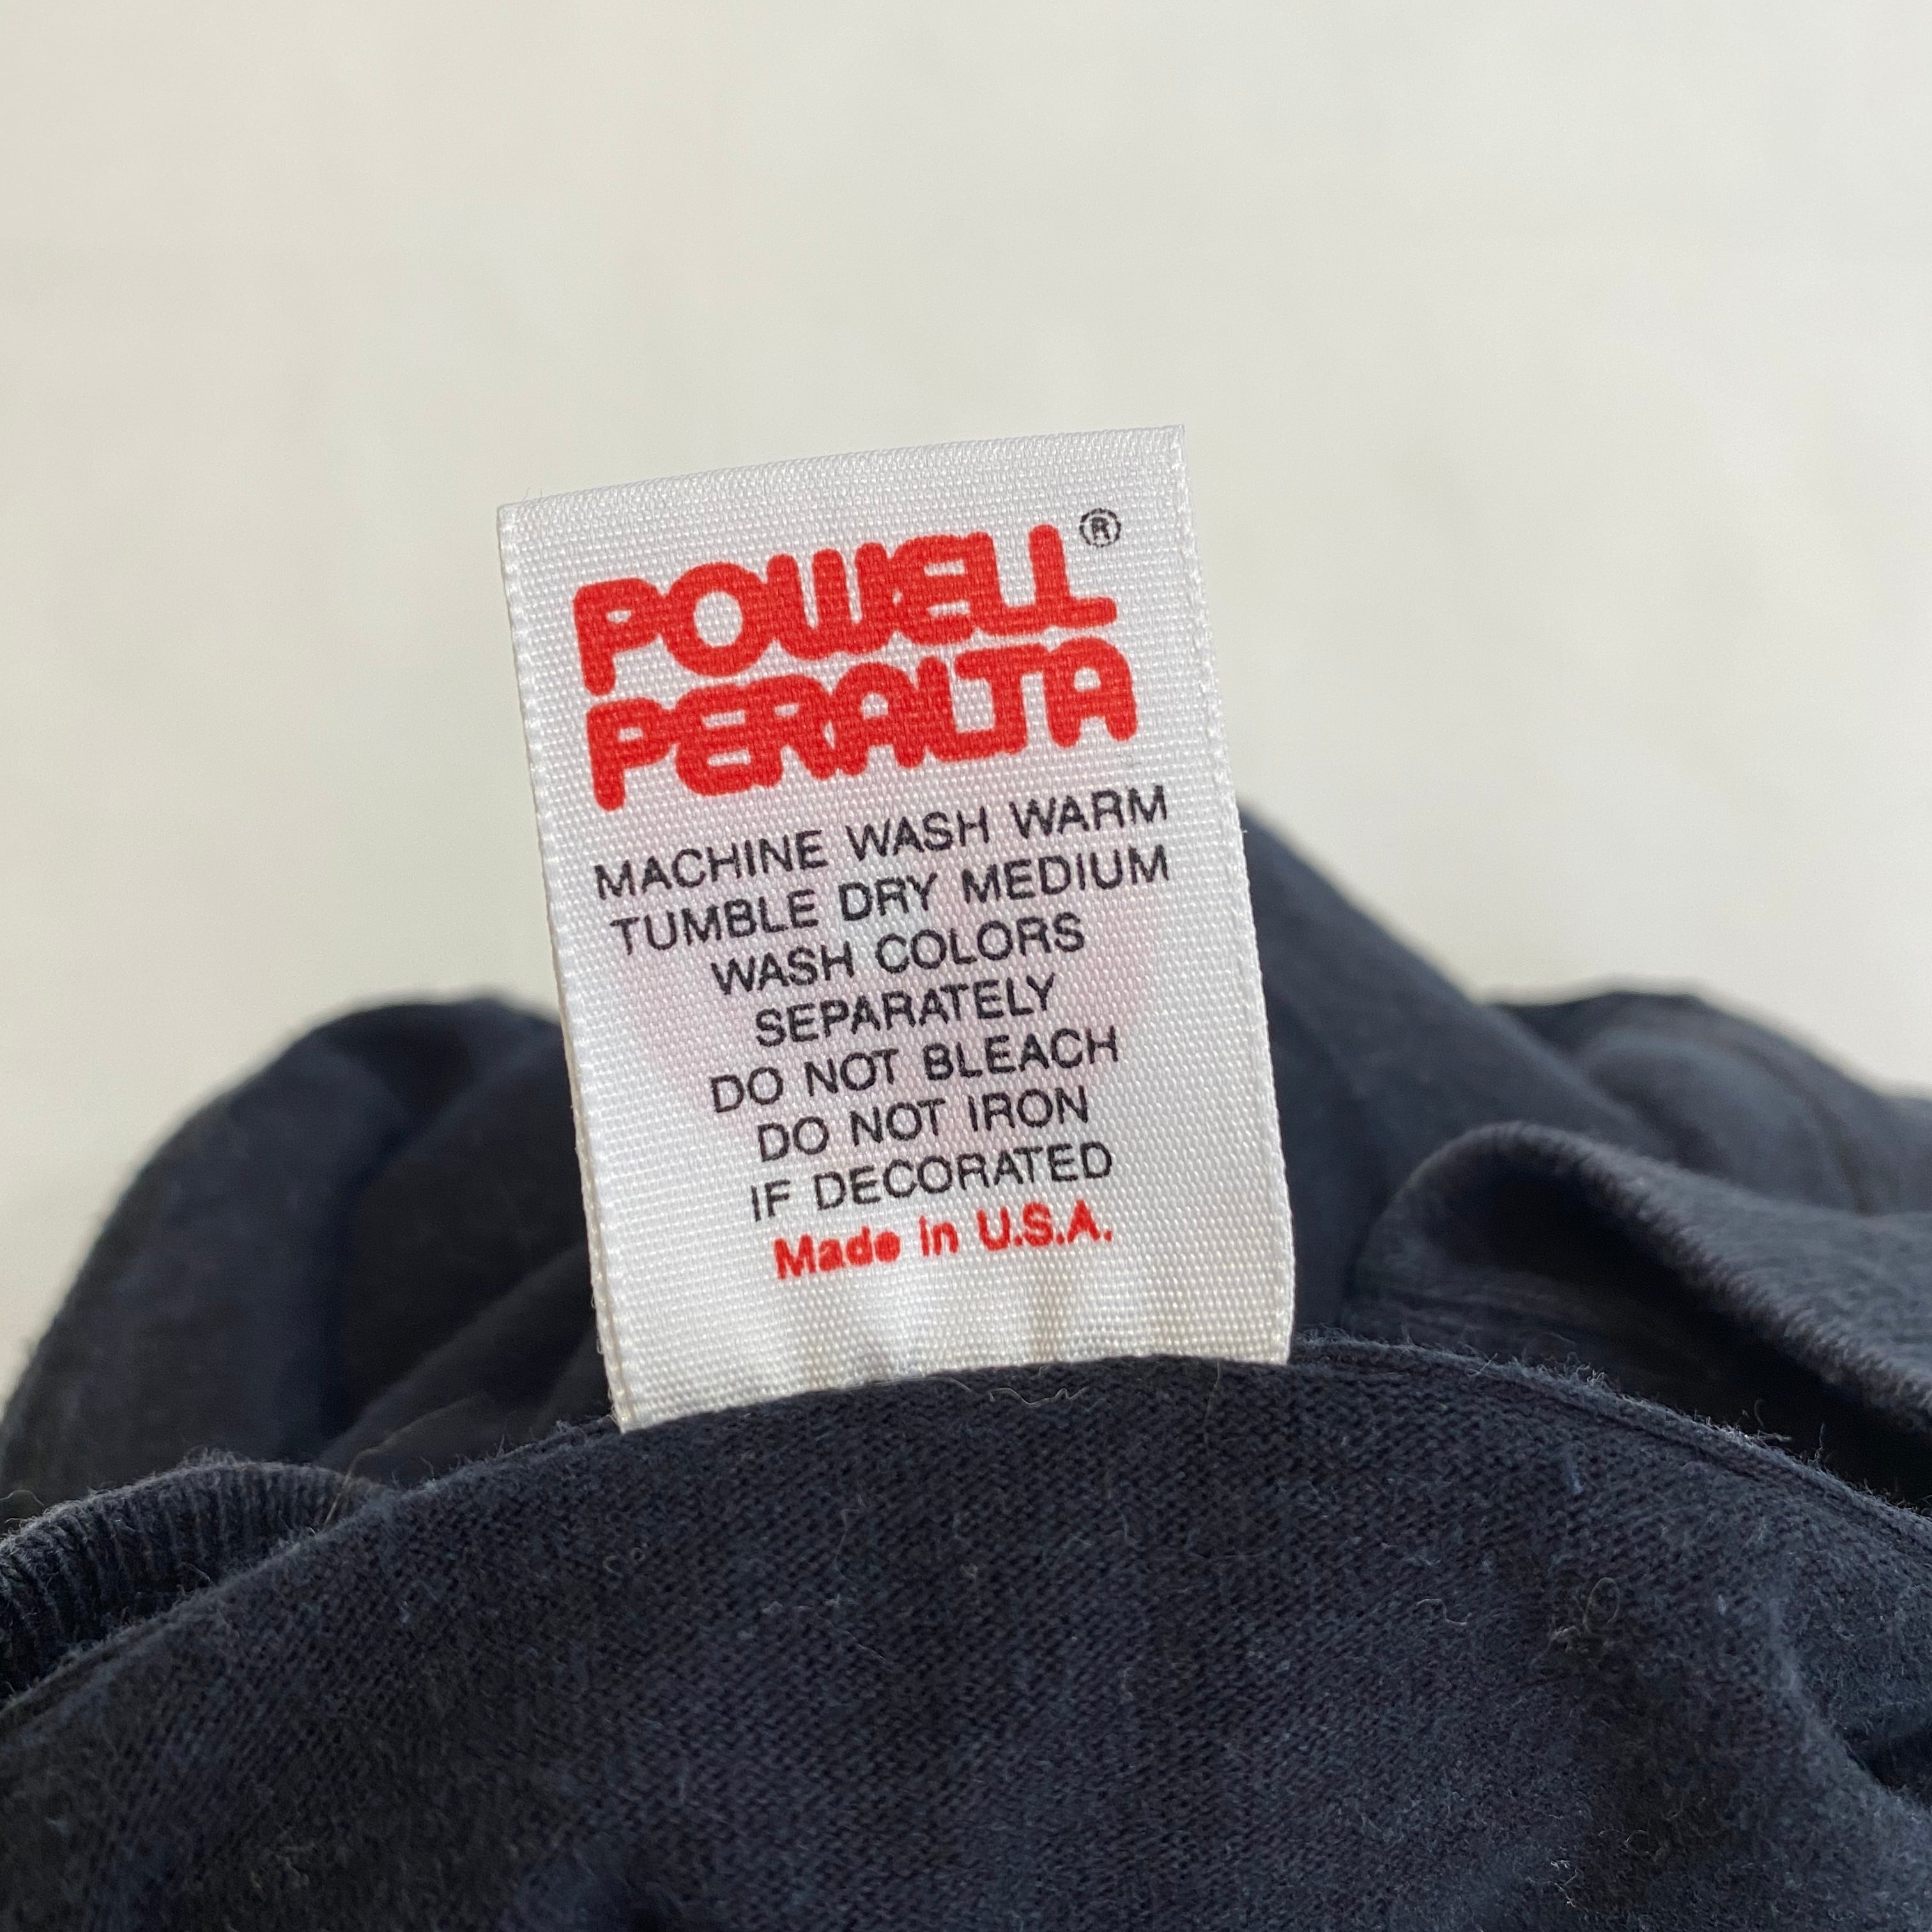 POWELL ®
PERALTA
MACHINE WASH WARM
TUMBLE DRY MEDIUM
WASH COLORS
SEPARATELY
DO NOT BLEACH
DO NOT IRON
IF DECORATED
Made in U.S.A.